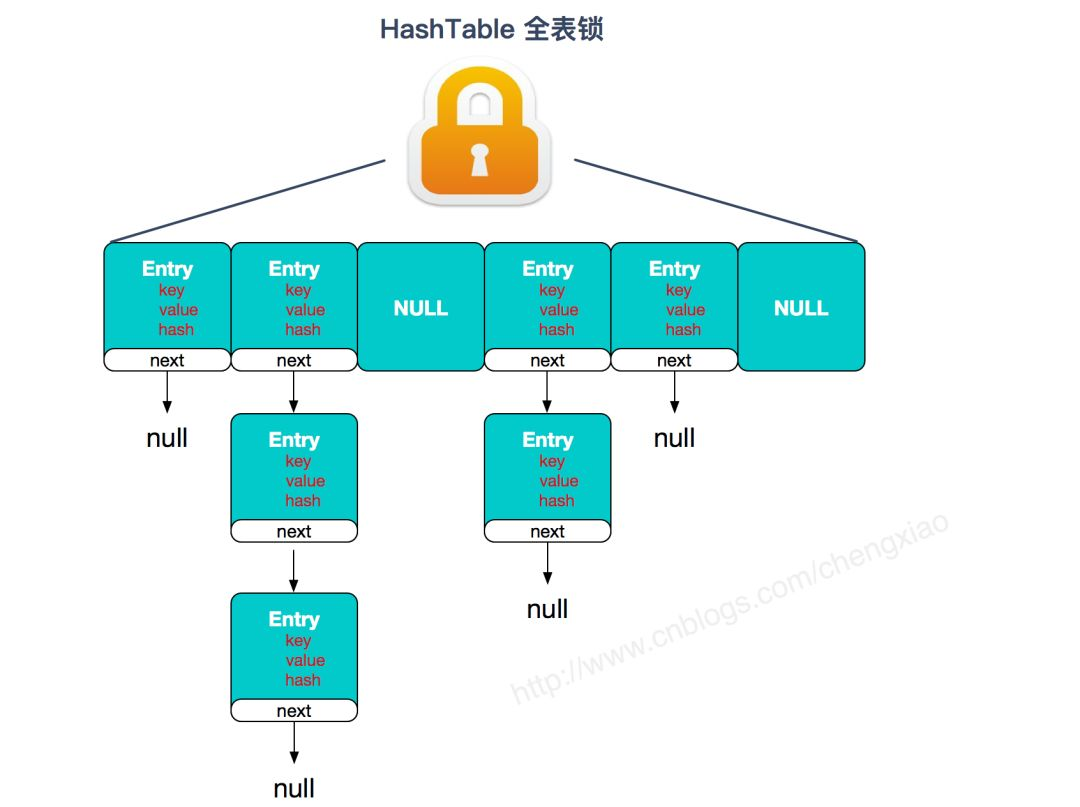 HashTable 全表锁
Entry
key
value
hash
next
Entry
key
value
hash
next
NULL
Entry
key
value
hash
next
Entry
key
value
hash
next
NULL
null
Entry
key
value
hash
next
Entry
key
value
hash
next
null
null
Entry
key
value
hash
next
null
http://www.cnblogs.com/chengxiao